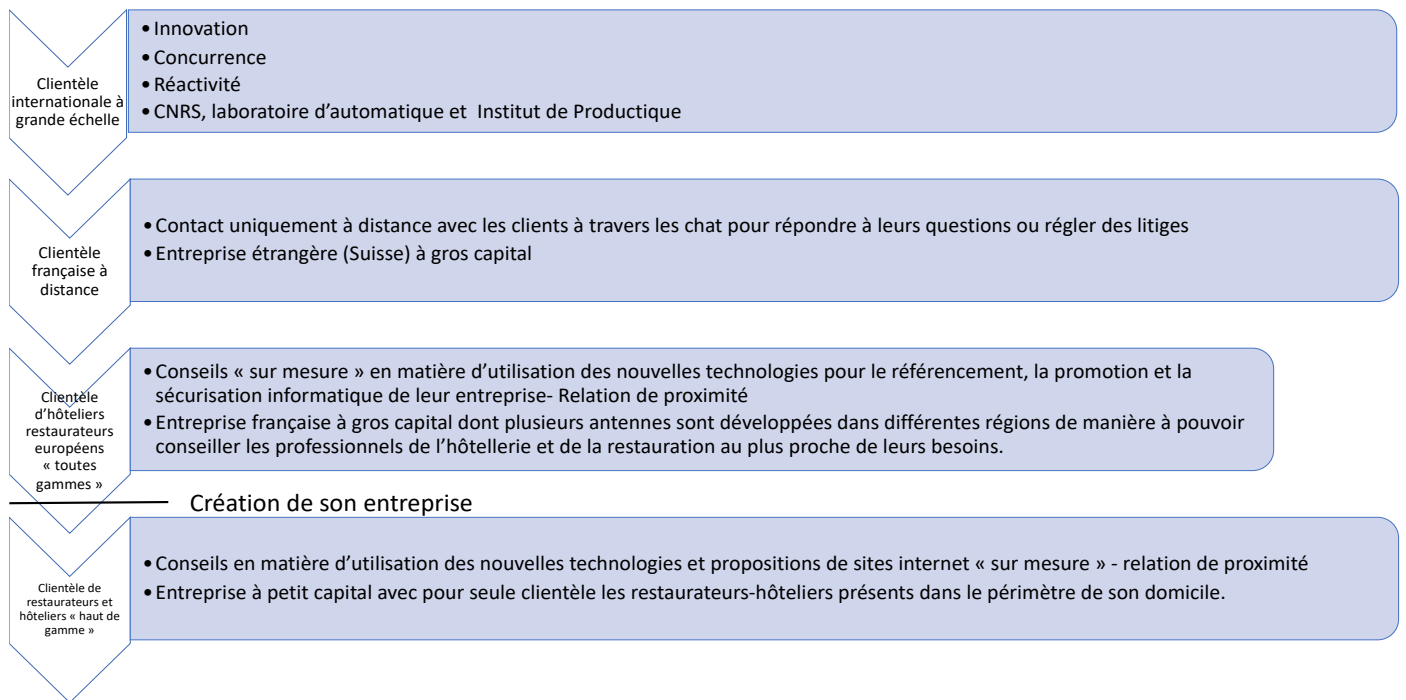 Clientèle
internationale à
grande échelle
• Innovation
• Concurrence
• Réactivité
• CNRS, laboratoire d'automatique et Institut de Productique
Clientèle
française à
distance
• Contact uniquement à distance avec les clients à travers les chat pour répondre à leurs questions ou régler des litiges
• Entreprise étrangère (Suisse) à gros capital
Clientèle
d'hôteliers
restaurateurs
européens
« toutes
gammes »
• Conseils « sur mesure » en matière d'utilisation des nouvelles technologies pour le référencement, la promotion et la
sécurisation informatique de leur entreprise- Relation de proximité
• Entreprise française à gros capital dont plusieurs antennes sont développées dans différentes régions de manière à pouvoir
conseiller les professionnels de l'hôtellerie et de la restauration au plus proche de leurs besoins.
Création de son entreprise
Clientèle de
restaurateurs et
hôteliers « haut de
gamme »
• Conseils en matière d'utilisation des nouvelles technologies et propositions de sites internet « sur mesure » - relation de proximité
• Entreprise à petit capital avec pour seule clientèle les restaurateurs-hôteliers présents dans le périmètre de son domicile.